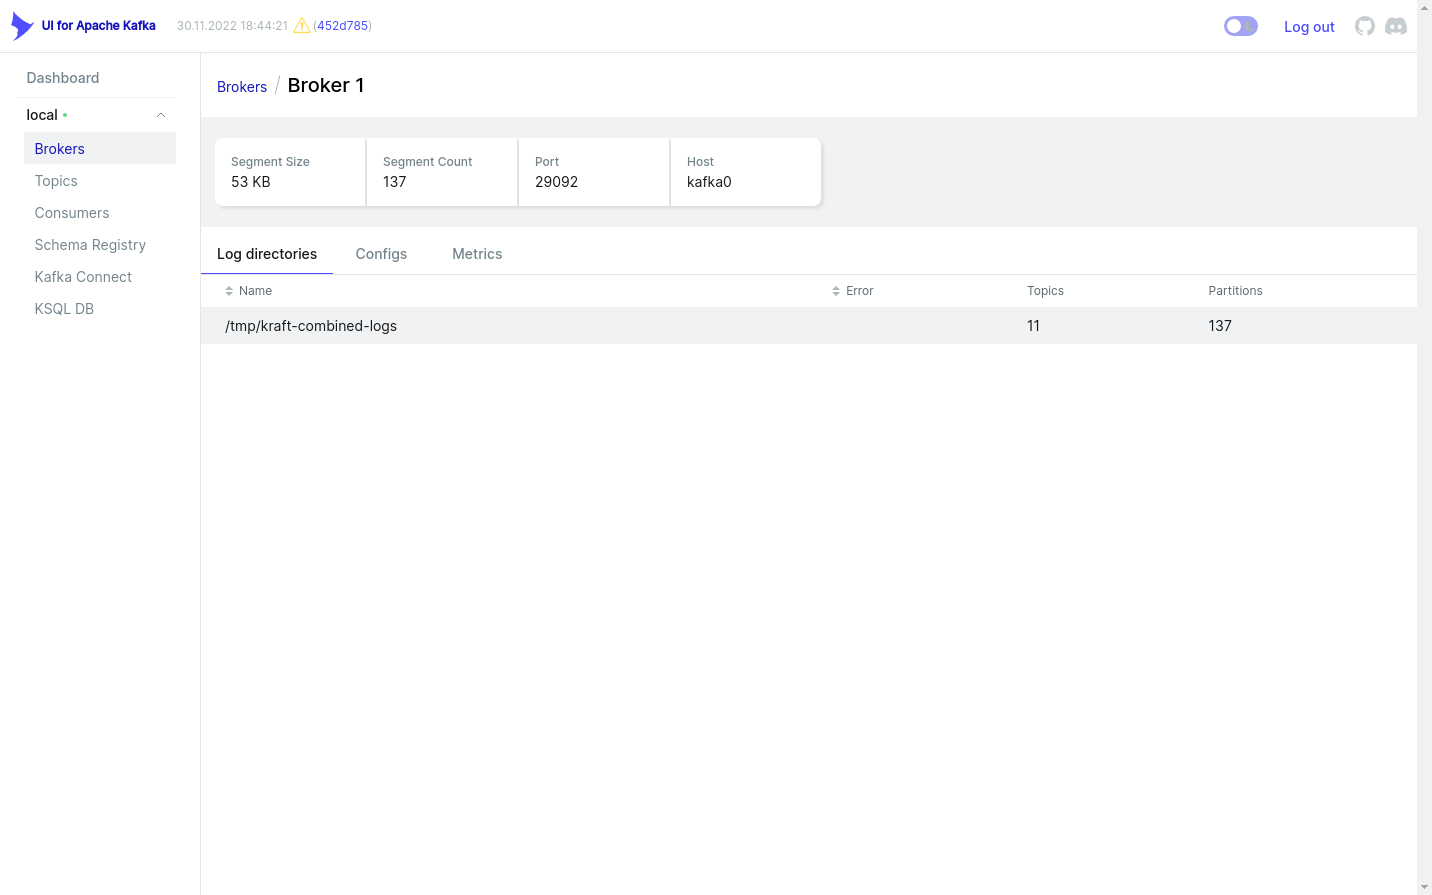 UI for Apache Kafka 30.11.2022 18:44:21 (452d785) Log out
Dashboard
local
Brokers
Topics
Consumers
Schema Registry
Kafka Connect
KSQL DB
Brokers / Broker 1
Segment Size Segment Count Port Host
53 KB 137 29092 kafka0
Log directories Configs Metrics
Name Error Topics Partitions
/tmp/kraft-combined-logs 11 137